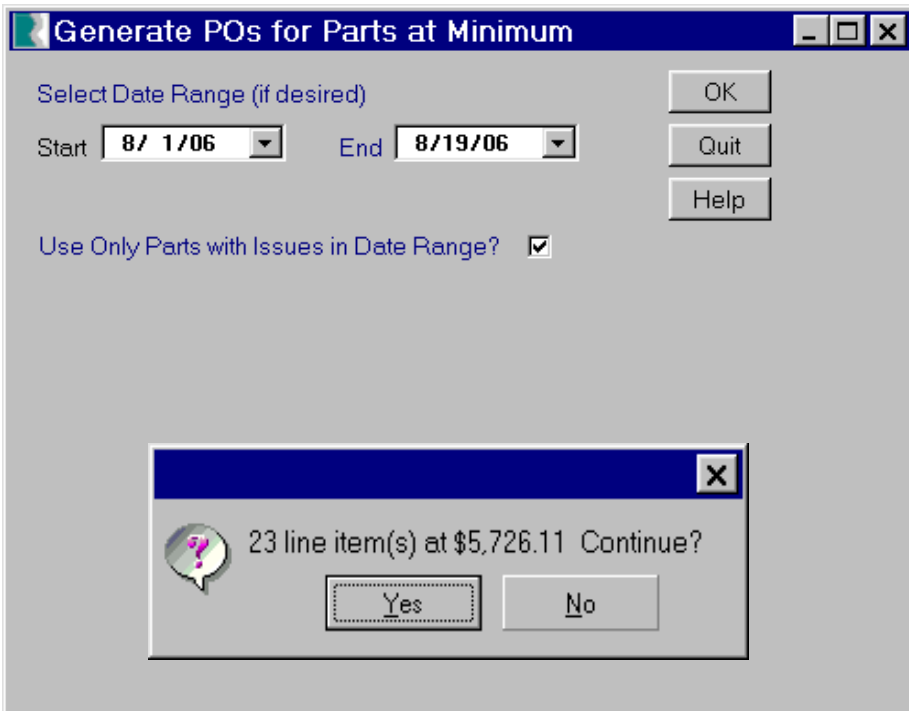 Generate POs for Parts at Minimum
Select Date Range (if desired)
OK
Start 8/ 1/06 End 8/19/06
Quit
Help
Use Only Parts with Issues in Date Range?
23 line item(s) at $5,726.11 Continue?
Yes No